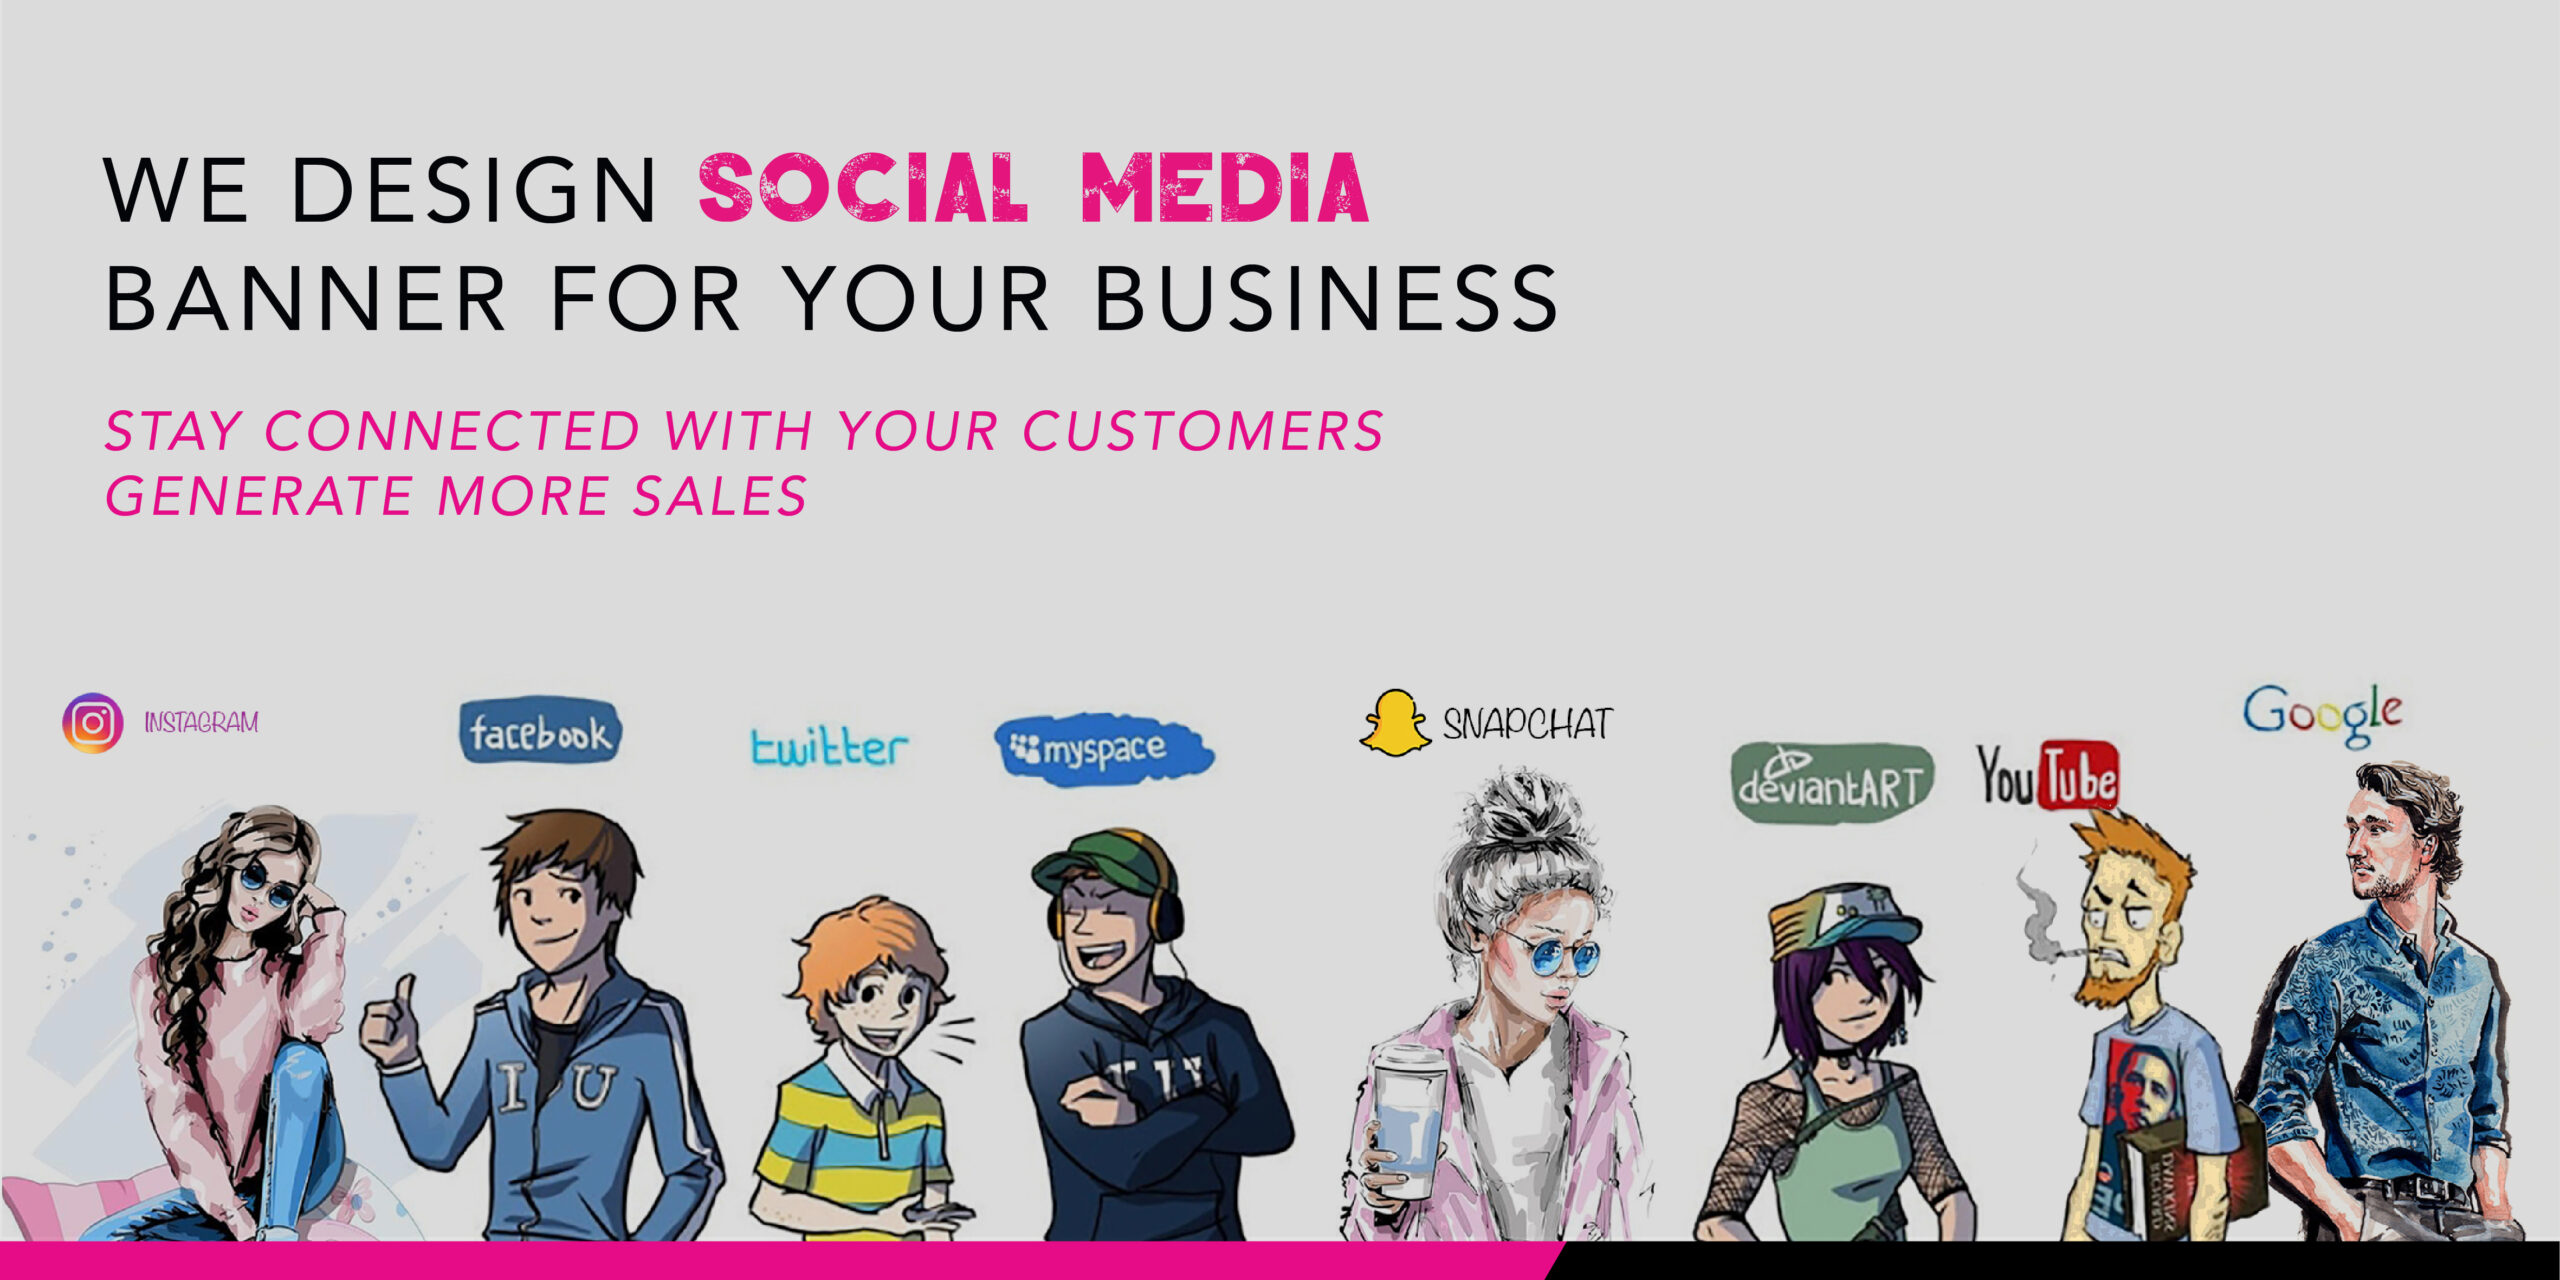 WE DESIGN SOCIAL MEDIA
BANNER FOR YOUR BUSINESS
STAY CONNECTED WITH YOUR CUSTOMERS
GENERATE MORE SALES
INSTAGRAM
facebook
twitter
myspace
SNAPCHAT
deviantART
YouTube
Google
I U